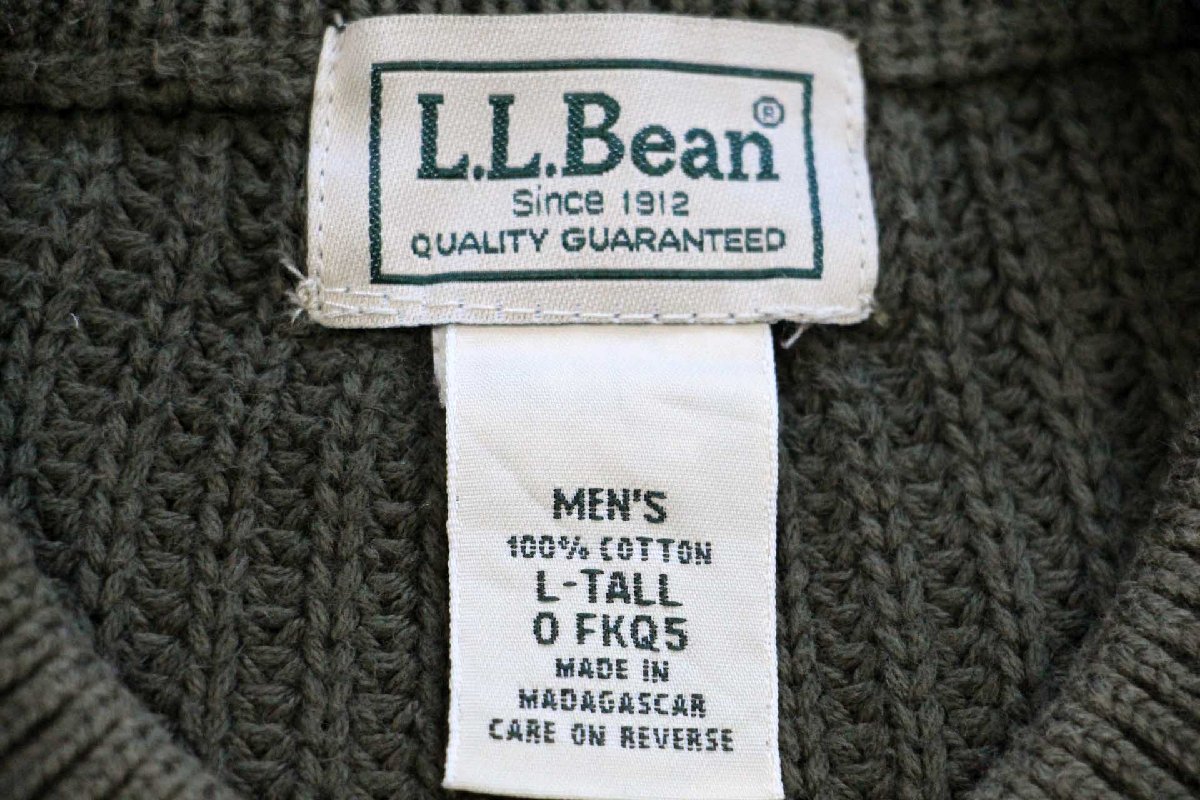 L.L.Bean®
Since 1912
QUALITY GUARANTEED
MEN'S
100% COTTON
L-TALL
0 FKQ5
MADE IN
MADAGASCAR
CARE ON REVERSE